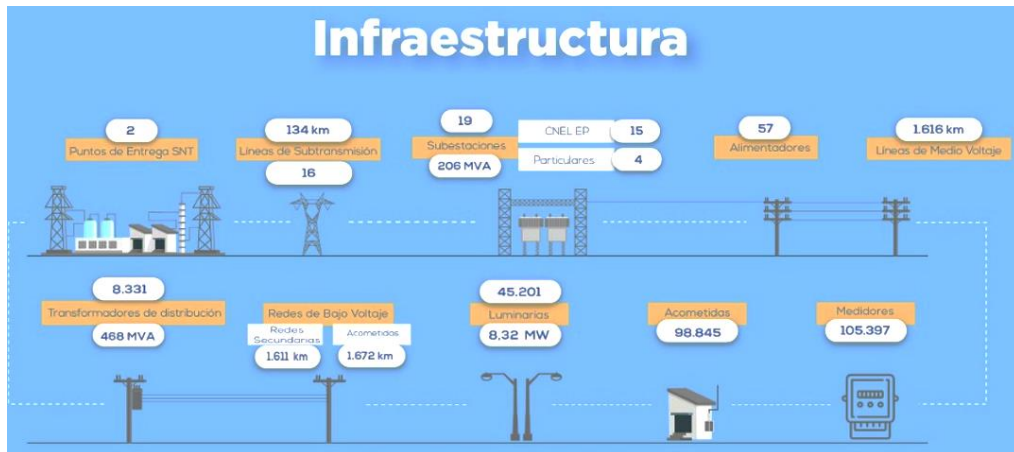 Infraestructura
2
Puntos de Entrega SNT
134 km
Líneas de Subtransmisión
16
19
Subestaciones
206 MVA
CNEL EP 15
Particulares 4
57
Alimentadores
1.616 km
Líneas de Medio Voltaje
8.331
Transformadores de distribución
468 MVA
Redes de Bajo Voltaje
Redes
Secundarias
1.611 km
Acometidas
1.672 km
45.201
Luminarias
8,32 MW
Acometidas
98.845
Medidores
105.397